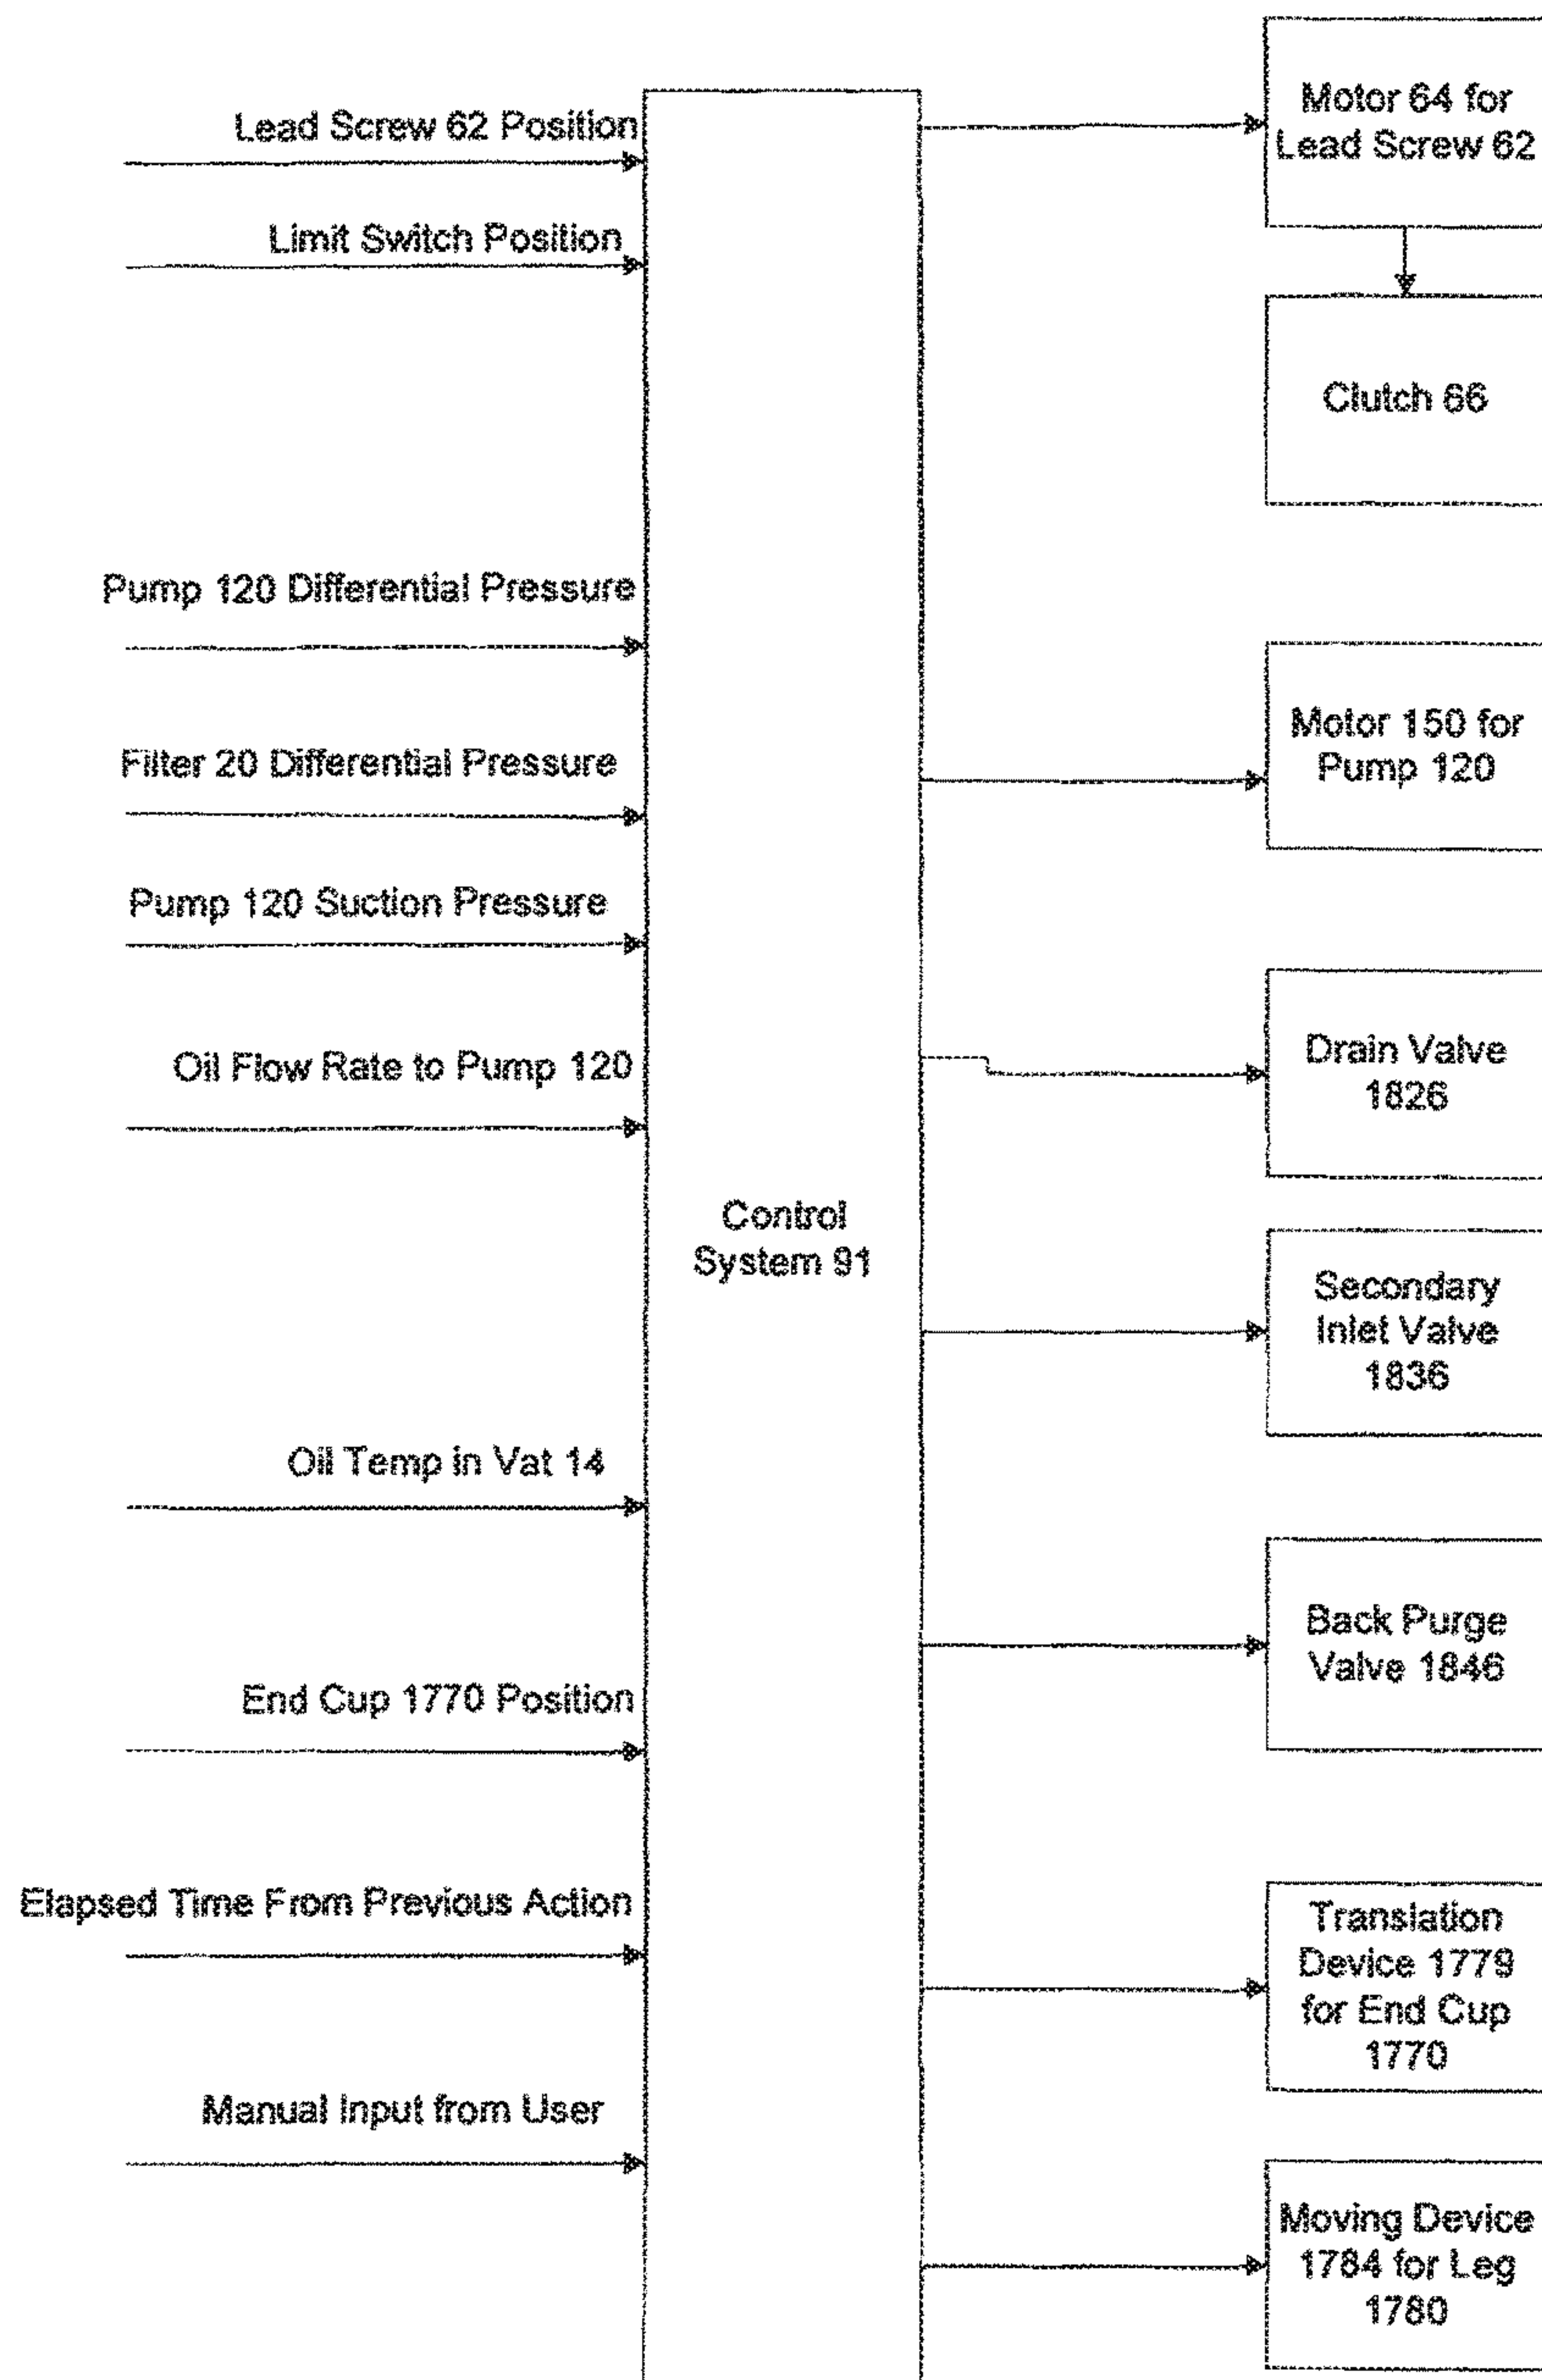 Lead Screw 62 Position
Limit Switch Position
Pump 120 Differential Pressure
Filter 20 Differential Pressure
Pump 120 Suction Pressure
Oil Flow Rate to Pump 120
Oil Temp in Vat 14
End Cup 1770 Position
Elapsed Time From Previous Action
Manual Input from User
Control
System 91
Motor 64 for
Lead Screw 62
Clutch 66
Motor 150 for
Pump 120
Drain Valve
1826
Secondary
Inlet Valve
1836
Back Purge
Valve 1846
Translation
Device 1779
for End Cup
1770
Moving Device
1784 for Leg
1780